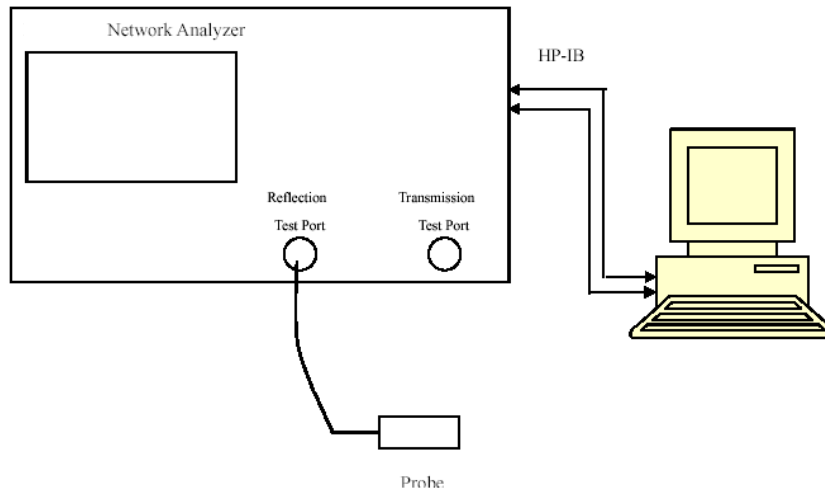 Network Analyzer
HP-IB
Reflection
Test Port
Transmission
Test Port
Probe